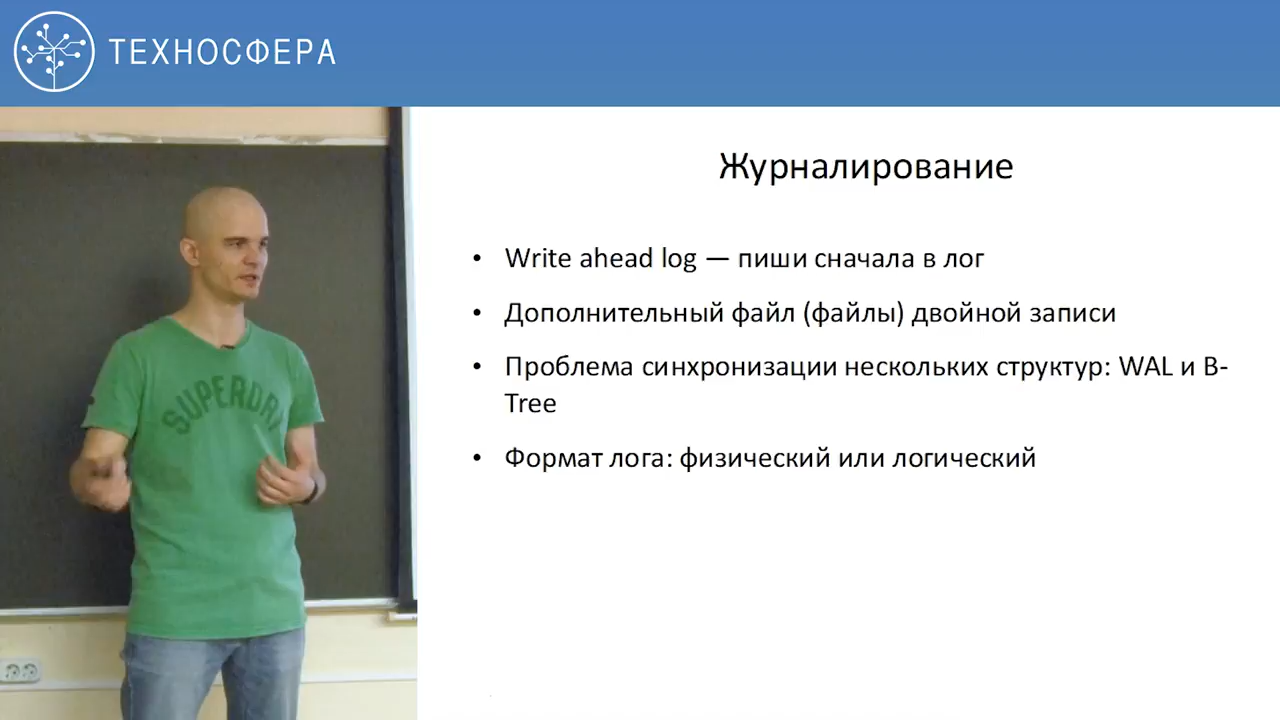 ТЕХНОСФЕРА
Журналирование
• Write ahead log — пиши сначала в лог
• Дополнительный файл (файлы) двойной записи
• Проблема синхронизации нескольких структур: WAL и B-
Tree
• Формат лога: физический или логический
SUPERDRY